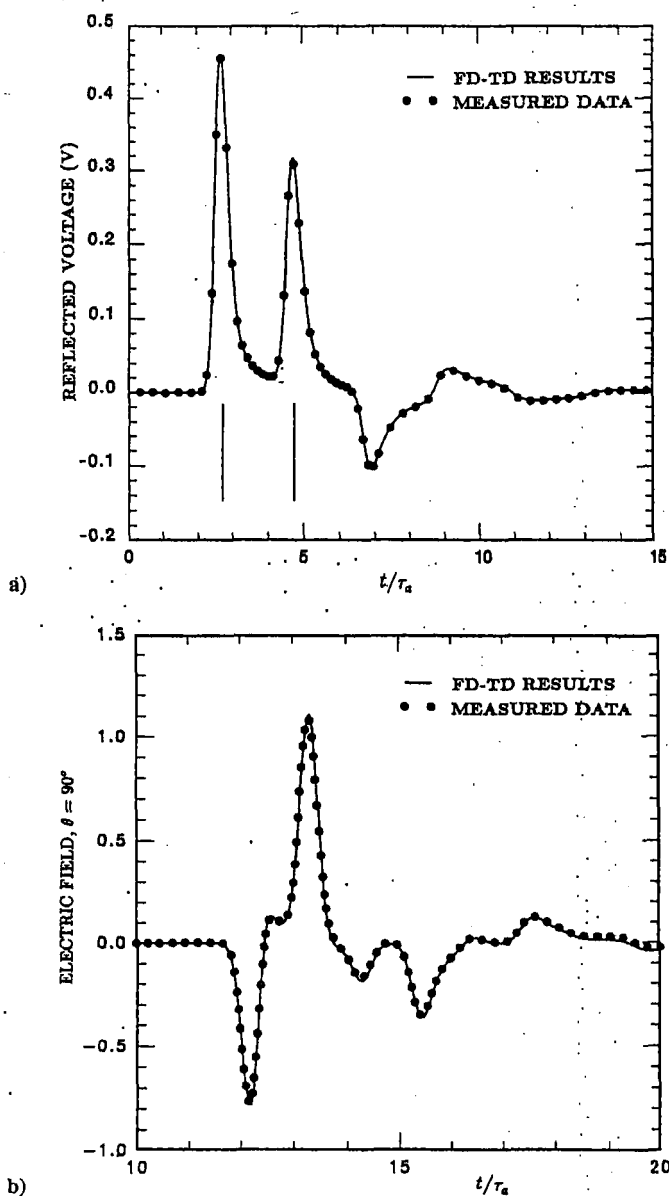 0.5
0.4
0.3
0.2
0.1
0.0
-0.1
-0.2
REFLECTED VOLTAGE (V)
FD-TD RESULTS
MEASURED DATA
0 5 10 15
t/τₐ
a)
1.5
1.0
0.5
0.0
-0.5
-1.0
ELECTRIC FIELD, θ = 90°
FD-TD RESULTS
MEASURED DATA
10 13 15 18 20
t/τₐ
b)